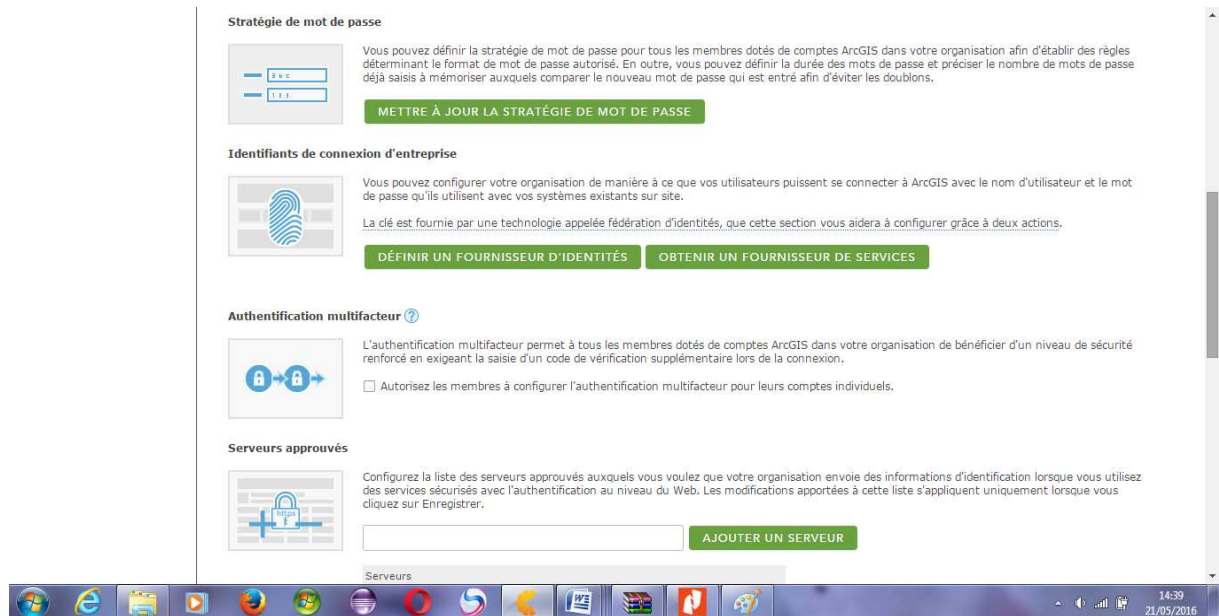 Stratégie de mot de passe
Vous pouvez définir la stratégie de mot de passe pour tous les membres dotés de comptes ArcGIS dans votre organisation afin d'établir des règles
déterminant le format de mot de passe autorisé. En outre, vous pouvez définir la durée des mots de passe et préciser le nombre de mots de passe
déjà saisis à mémoriser auxquels comparer le nouveau mot de passe qui est entré afin d'éviter les doublons.
METTRE À JOUR LA STRATÉGIE DE MOT DE PASSE
Identifiants de connexion d'entreprise
Vous pouvez configurer votre organisation de manière à ce que vos utilisateurs puissent se connecter à ArcGIS avec le nom d'utilisateur et le mot
de passe qu'ils utilisent avec vos systèmes existants sur site.
La clé est fournie par une technologie appelée fédération d'identités, que cette section vous aidera à configurer grâce à deux actions.
DÉFINIR UN FOURNISSEUR D'IDENTITÉS
OBTENIR UN FOURNISSEUR DE SERVICES
Authentification multifacteur ?
L'authentification multifacteur permet à tous les membres dotés de comptes ArcGIS dans votre organisation de bénéficier d'un niveau de sécurité
renforcé en exigeant la saisie d'un code de vérification supplémentaire lors de la connexion.
Autorisez les membres à configurer l'authentification multifacteur pour leurs comptes individuels.
Serveurs approuvés
https
Configurez la liste des serveurs approuvés auxquels vous voulez que votre organisation envoie des informations d'identification lorsque vous utilisez
des services sécurisés avec l'authentification au niveau du Web. Les modifications apportées à cette liste s'appliquent uniquement lorsque vous
cliquez sur Enregistrer.
AJOUTER UN SERVEUR
Serveurs
14:39
21/05/2016